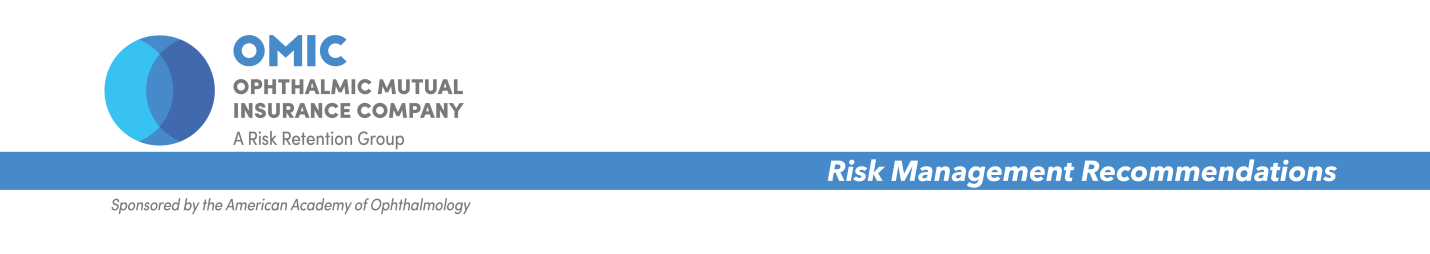 OMIC
OPHTHALMIC MUTUAL
INSURANCE COMPANY
A Risk Retention Group
Risk Management Recommendations
Sponsored by the American Academy of Ophthalmology